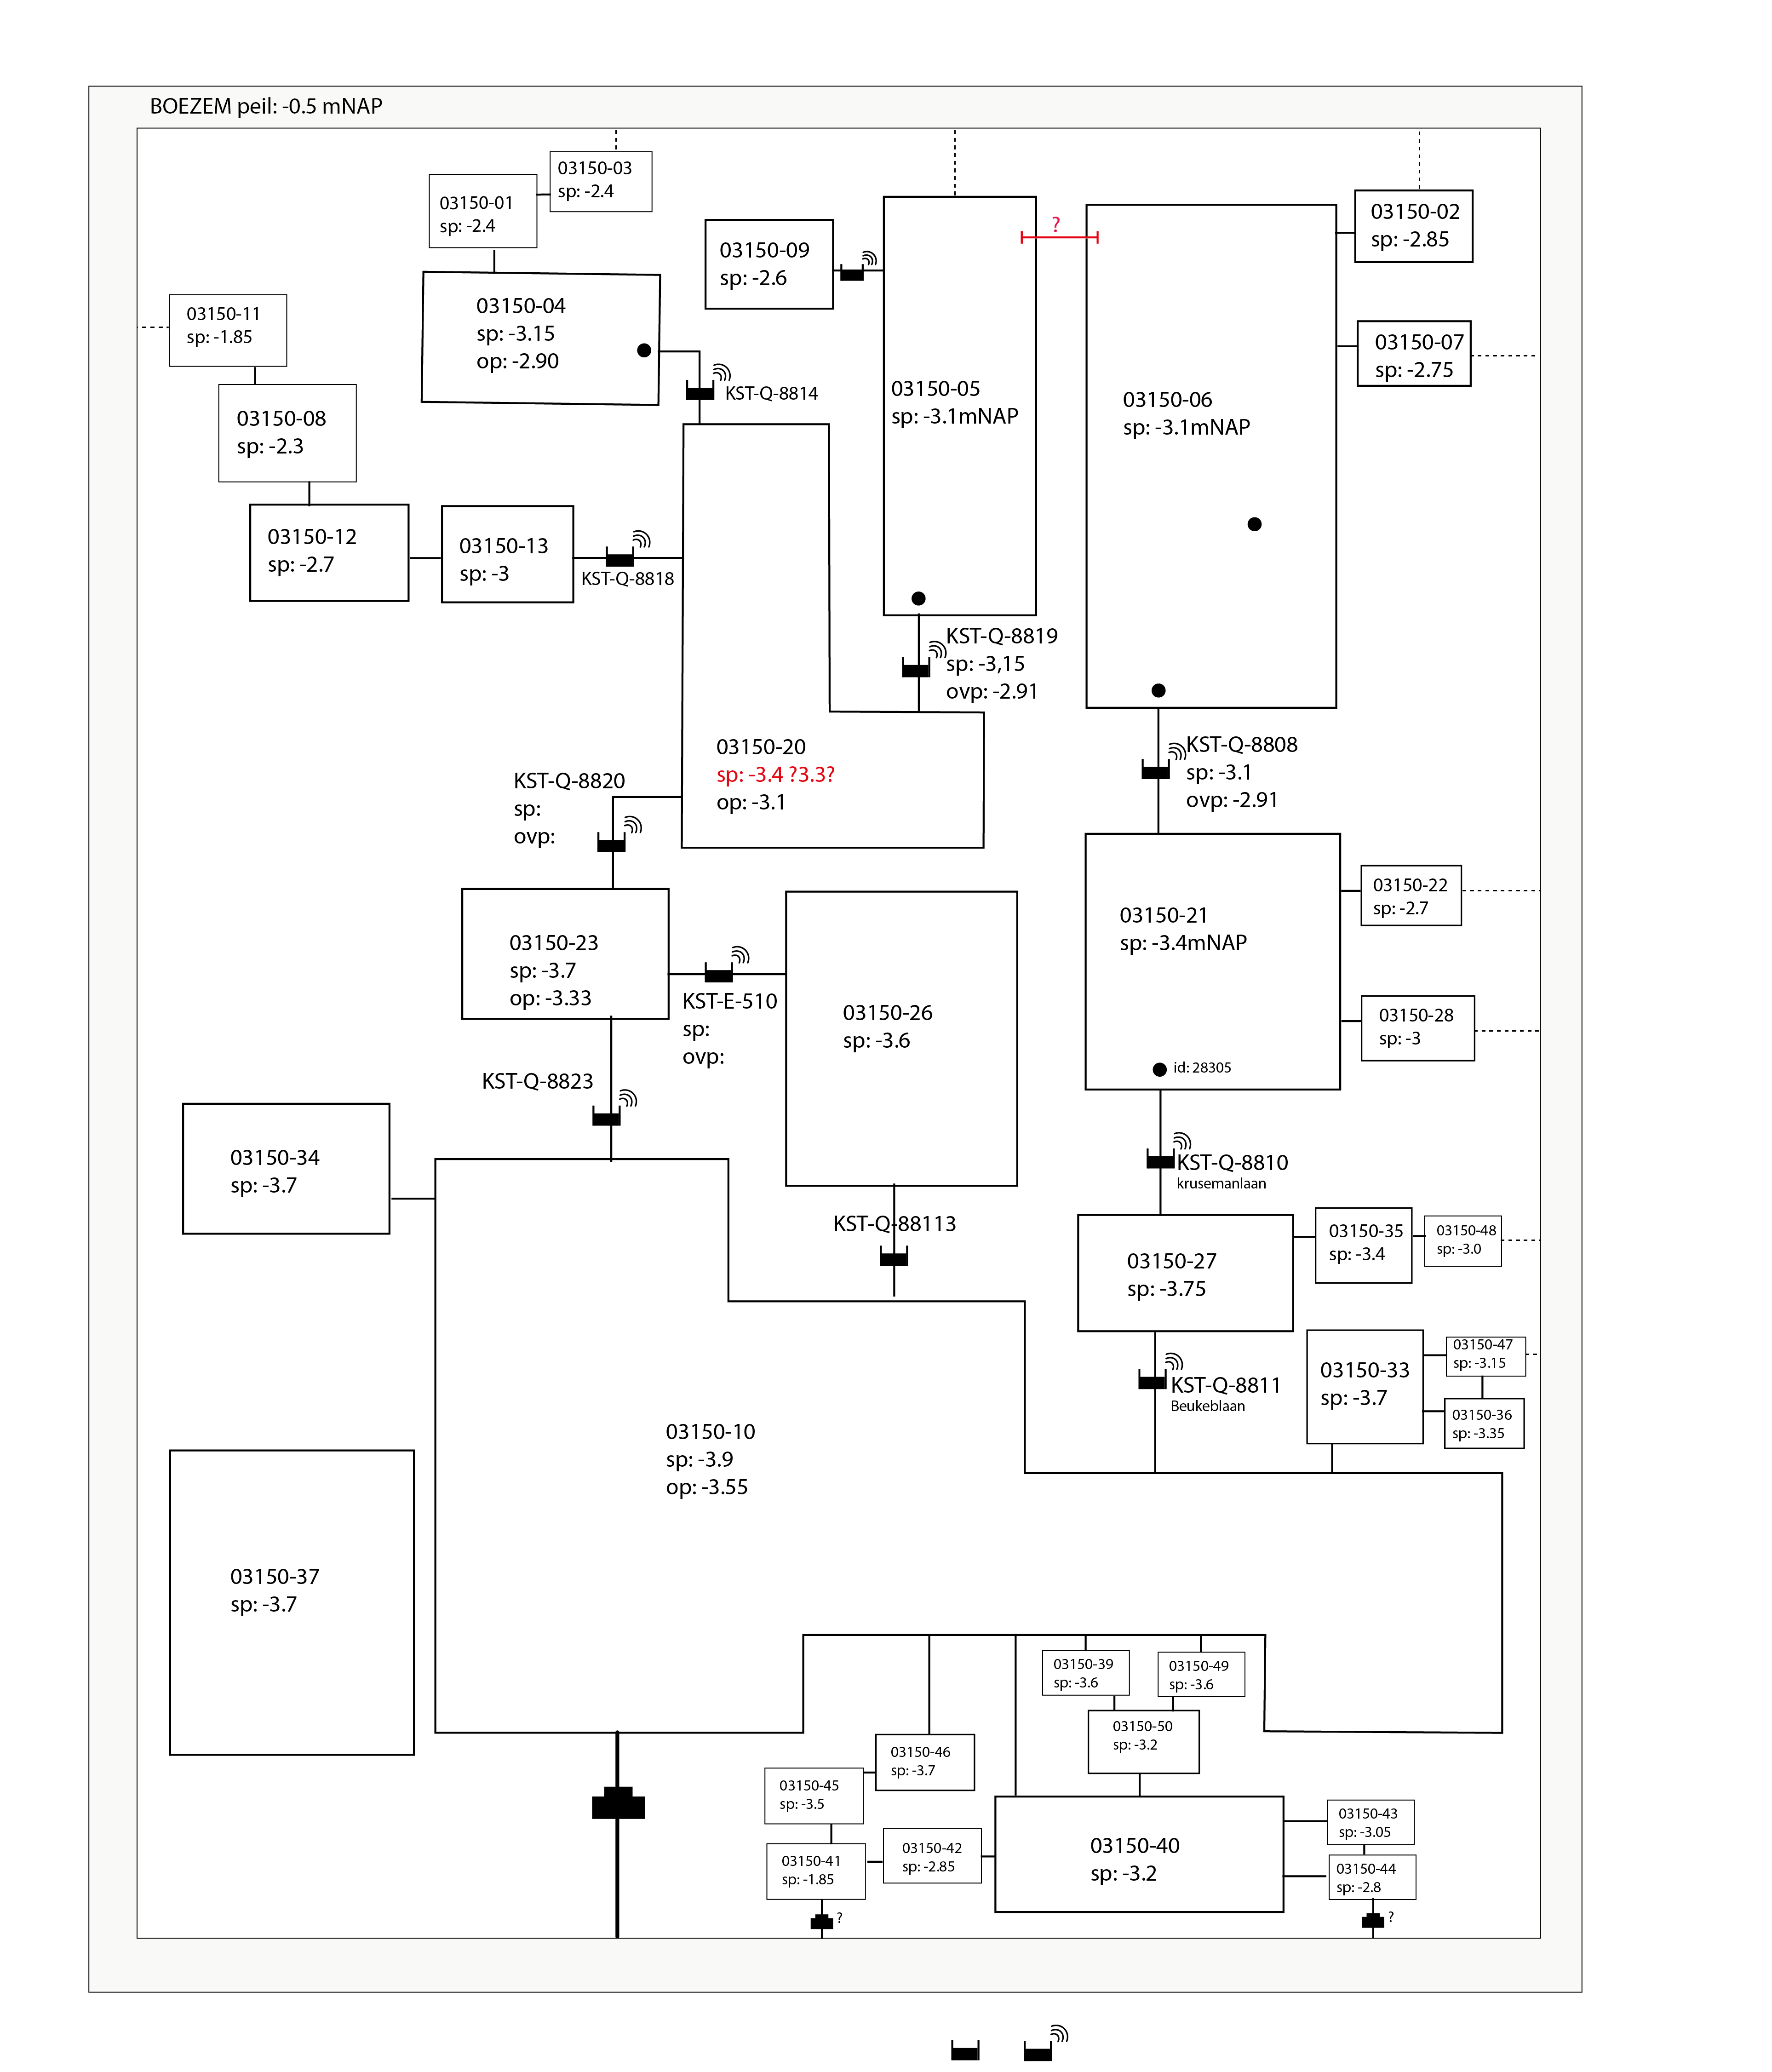 BOEZEM peil: -0.5 mNAP
03150-03
sp: -2.4
03150-01
sp: -2.4
03150-02
sp: -2.85
03150-09
sp: -2.6
?
03150-04
sp: -3.15
op: -2.90
03150-11
sp: -1.85
03150-07
sp: -2.75
KST-Q-8814
03150-05
sp: -3.1mNAP
03150-06
sp: -3.1mNAP
03150-08
sp: -2.3
03150-12
sp: -2.7
03150-13
sp: -3
KST-Q-8818
KST-Q-8819
sp: -3,15
ovp: -2.91
03150-20
sp: -3.4 ?3.3?
op: -3.1
KST-Q-8808
sp: -3.1
ovp: -2.91
KST-Q-8820
sp:
ovp:
03150-22
sp: -2.7
03150-21
sp: -3.4mNAP
03150-23
sp: -3.7
op: -3.33
KST-E-510
sp:
ovp:
03150-26
sp: -3.6
03150-28
sp: -3
id: 28305
KST-Q-8823
03150-34
sp: -3.7
KST-Q-8810
krusemanlaan
KST-Q-88113
03150-35
sp: -3.4
03150-48
sp: -3.0
03150-27
sp: -3.75
03150-47
sp: -3.15
03150-33
sp: -3.7
KST-Q-8811
Beukeblaan
03150-36
sp: -3.35
03150-10
sp: -3.9
op: -3.55
03150-37
sp: -3.7
03150-39
sp: -3.6
03150-49
sp: -3.6
03150-50
sp: -3.2
03150-46
sp: -3.7
03150-45
sp: -3.5
03150-43
sp: -3.05
03150-42
sp: -2.85
03150-40
sp: -3.2
03150-41
sp: -1.85
03150-44
sp: -2.8
?
?